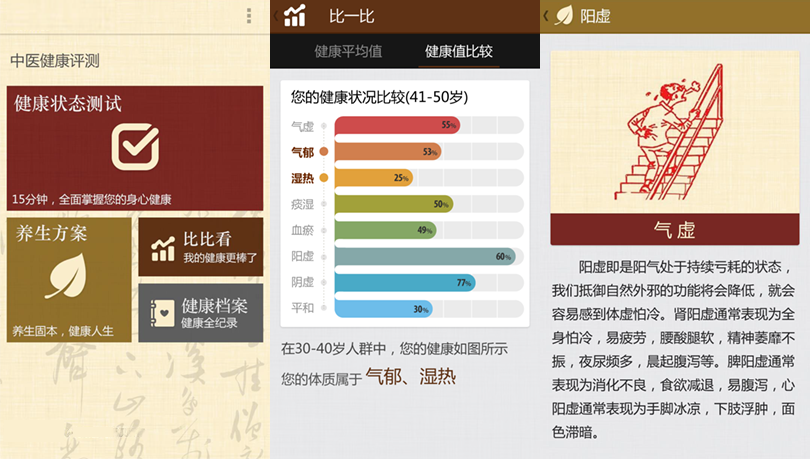 中医健康评测
健康状态测试
15分钟，全面掌握您的身心健康
养生方案
养生固本，健康人生
比比看
我的健康更棒了
健康档案
健康全纪录
比一比
健康平均值
健康值比较
您的健康状况比较(41-50岁)
气虚 55%
气郁 53%
湿热 25%
痰湿 50%
血瘀 49%
阳虚 60%
阴虚 77%
平和 30%
在30-40岁人群中，您的健康如图所示
您的体质属于 气郁、湿热
阳虚
气虚
阳虚即是阳气处于持续亏耗的状态，
我们抵御自然外邪的功能将会降低，就会
容易感到体虚怕冷。肾阳虚通常表现为全
身怕冷，易疲劳，腰酸腿软，精神萎靡不
振，夜尿频多，晨起腹泻等。脾阳虚通常
表现为消化不良，食欲减退，易腹泻，心
阳虚通常表现为手脚冰凉，下肢浮肿，面
色滞暗。